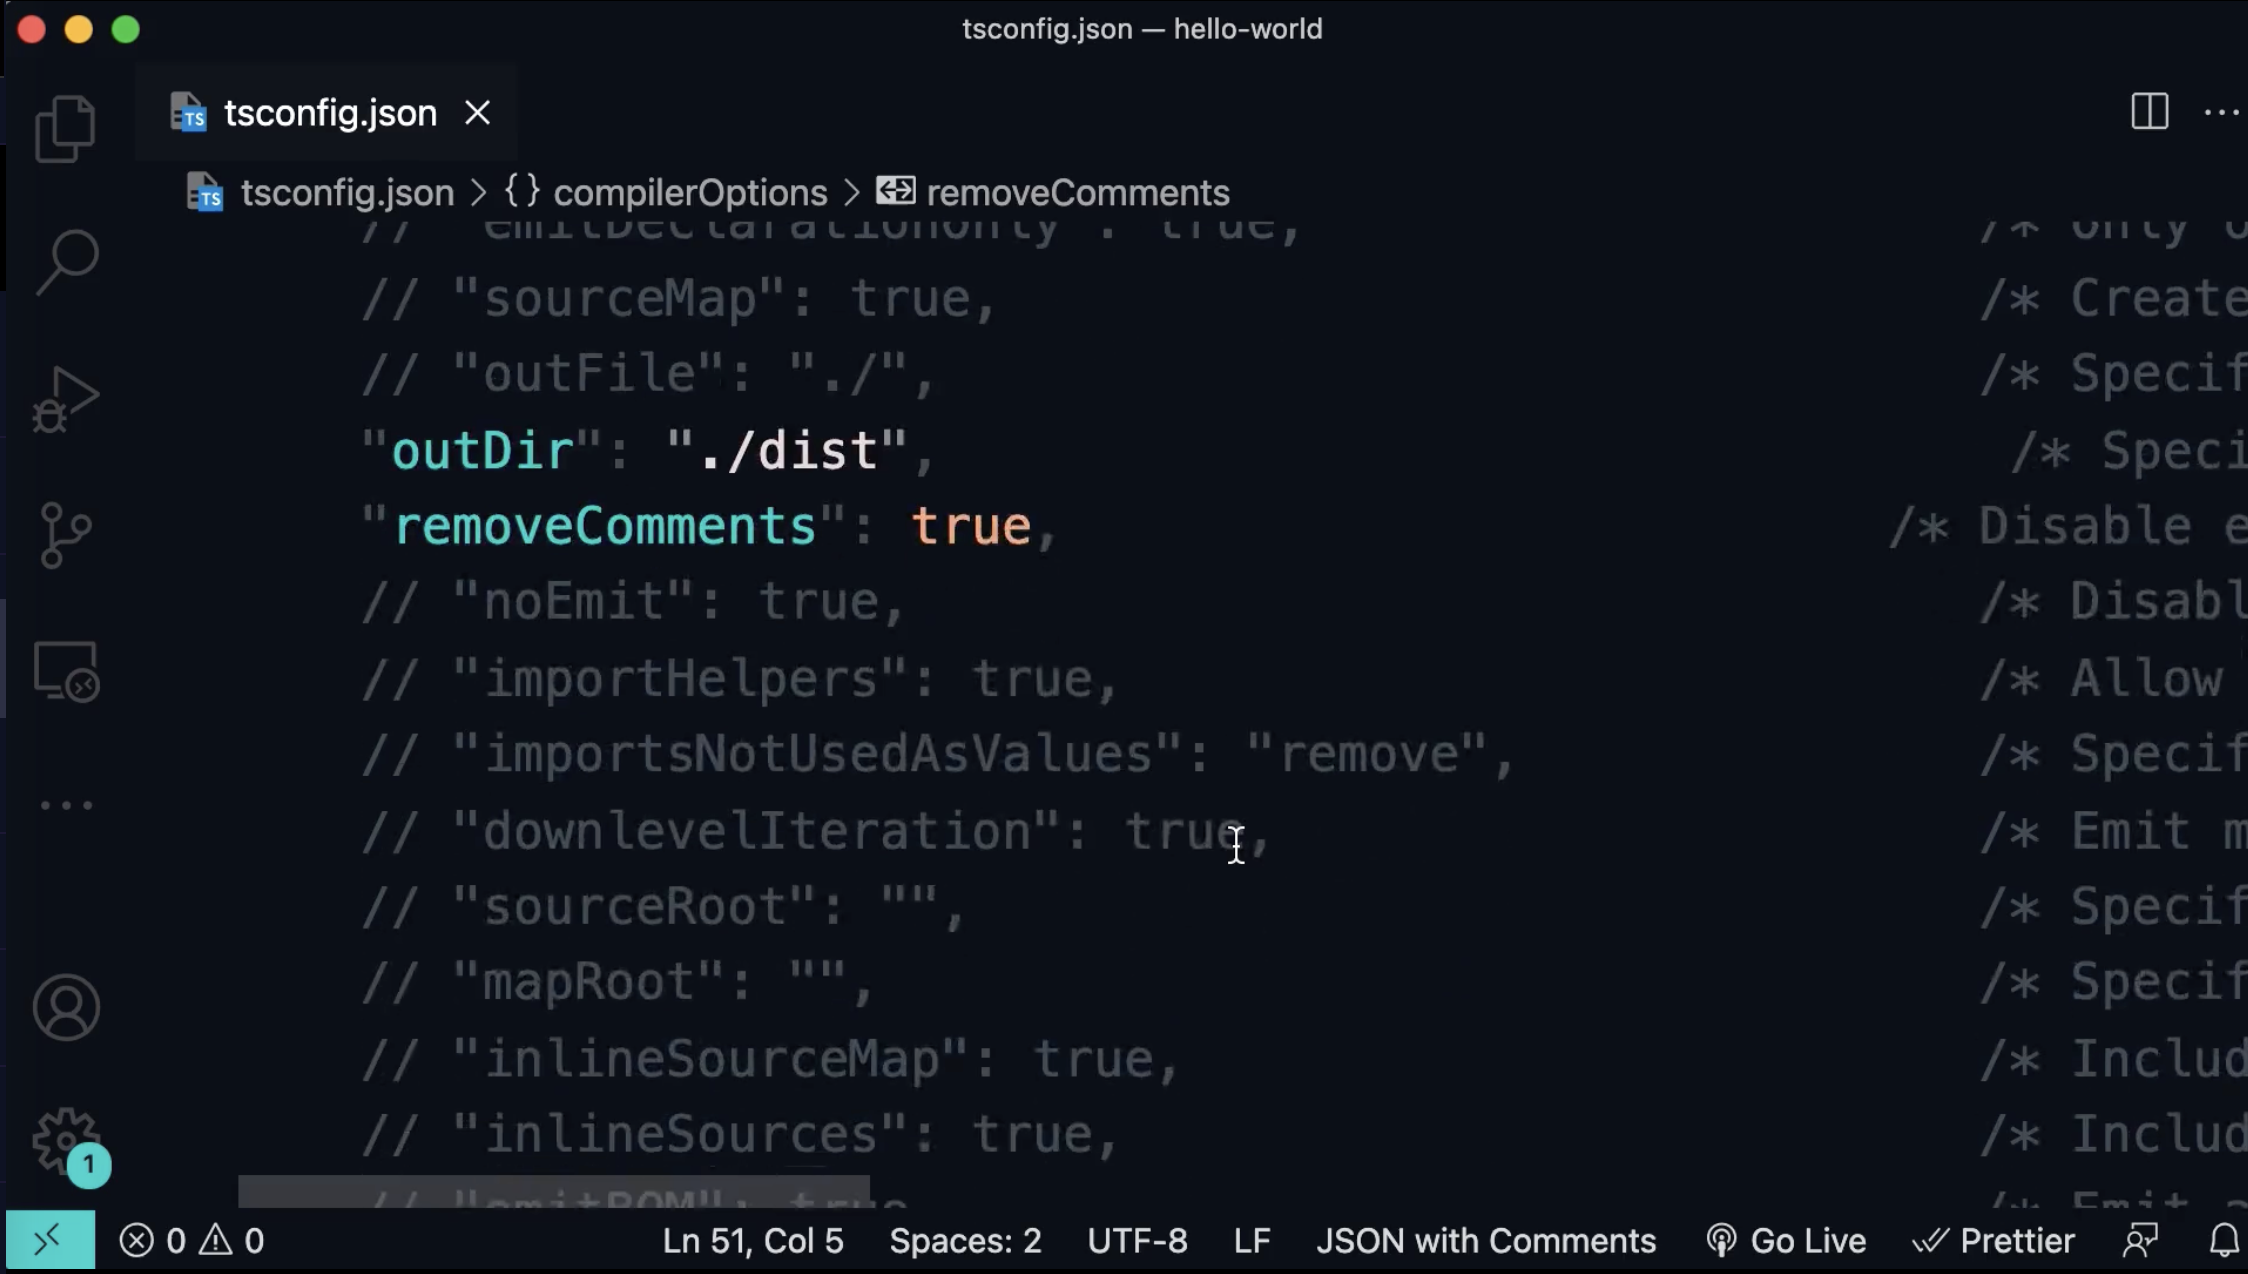 tsconfig.json — hello-world
tsconfig.json
tsconfig.json > {} compilerOptions > removeComments
// "emitDeclarationOnly": true, /* Only
// "sourceMap": true, /* Create
// "outFile": "./", /* Specif
"outDir": "./dist", /* Speci
"removeComments": true, /* Disable e
// "noEmit": true, /* Disabl
// "importHelpers": true, /* Allow
// "importsNotUsedAsValues": "remove", /* Specif
// "downlevelIteration": true, /* Emit m
// "sourceRoot": "", /* Specif
// "mapRoot": "", /* Specif
// "inlineSourceMap": true, /* Includ
// "inlineSources": true, /* Includ
// "emitBOM": true /* Emit a
1
0 0 Ln 51, Col 5 Spaces: 2 UTF-8 LF JSON with Comments Go Live Prettier